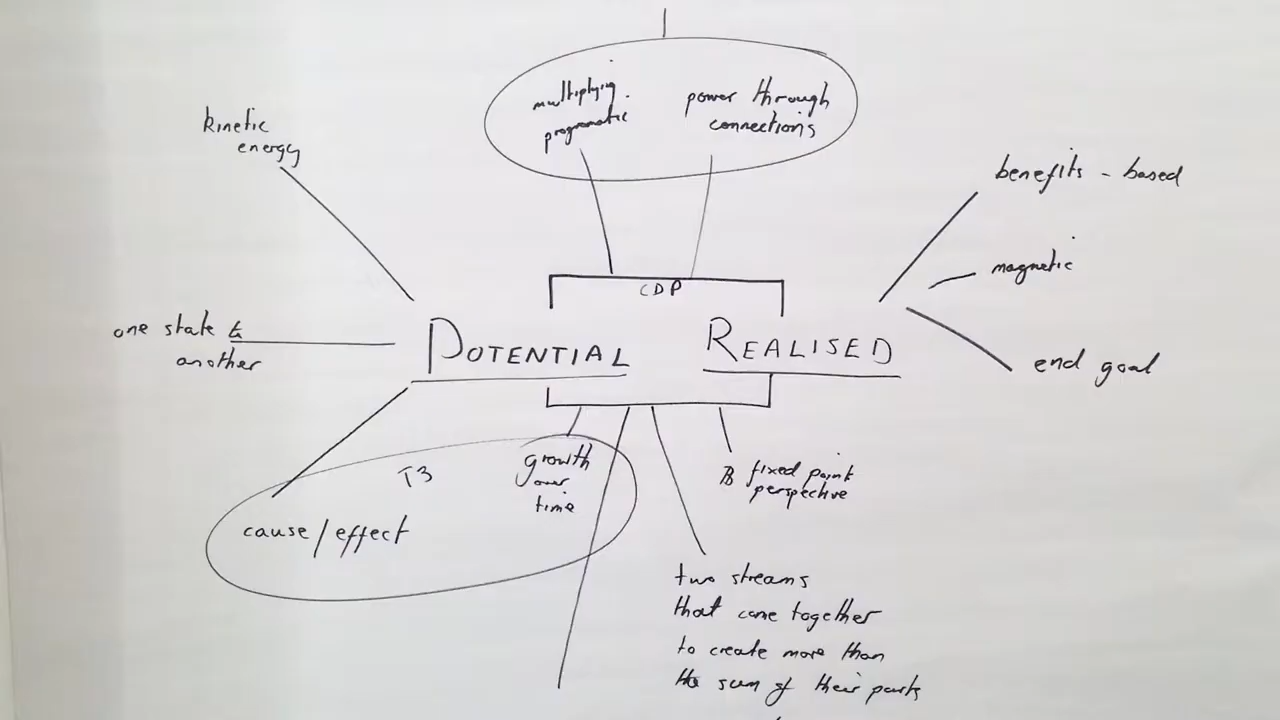 multiplying
programatic
power through
connections
kinetic
energy
benefits - based
magnetic
CDP
one state to
another
POTENTIAL
REALISED
end goal
T3
growth
over
time
fixed point
perspective
cause/effect
two streams
that come together
to create more than
the sum of their parts